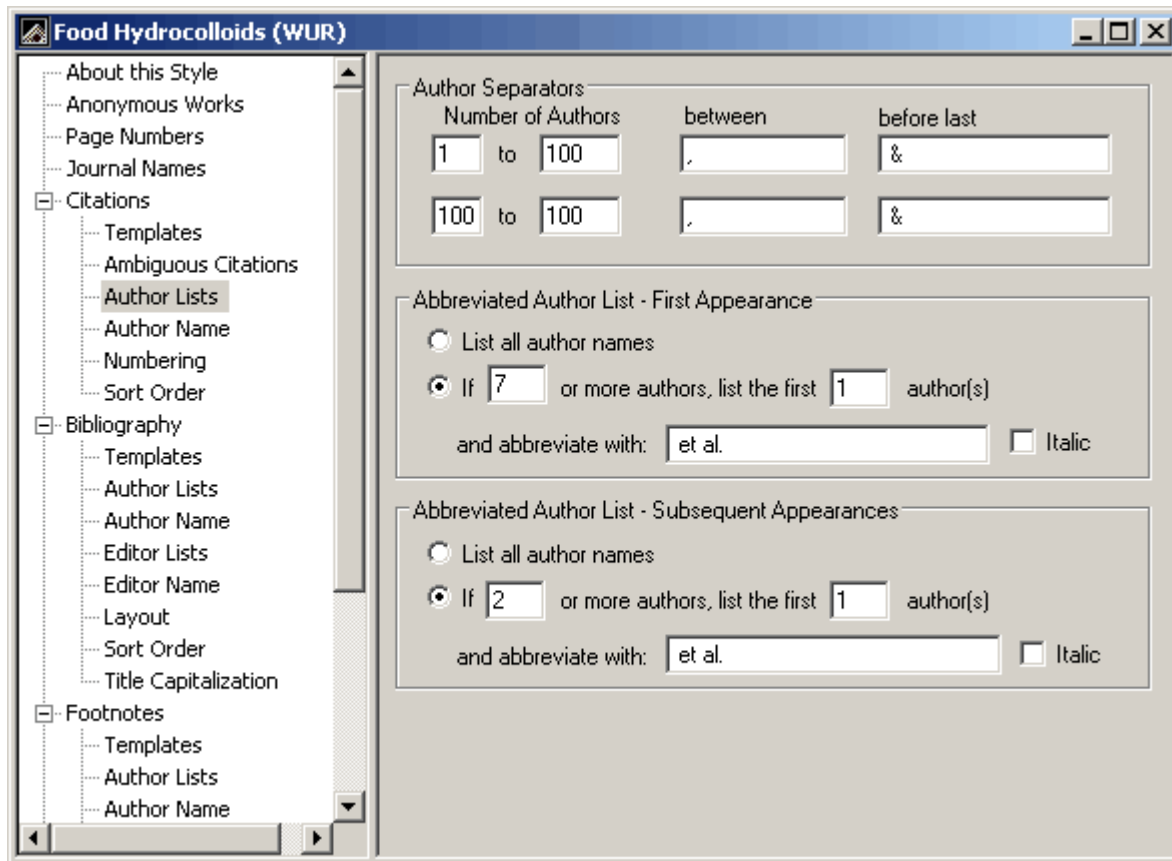 Food Hydrocolloids (WUR)
About this Style
Anonymous Works
Page Numbers
Journal Names
Citations
Templates
Ambiguous Citations
Author Lists
Author Name
Numbering
Sort Order
Bibliography
Templates
Author Lists
Author Name
Editor Lists
Editor Name
Layout
Sort Order
Title Capitalization
Footnotes
Templates
Author Lists
Author Name
Author Separators
Number of Authors between before last
1 to 100 , &
100 to 100 , &
Abbreviated Author List - First Appearance
List all author names
If 7 or more authors, list the first 1 author(s)
and abbreviate with: et al. Italic
Abbreviated Author List - Subsequent Appearances
List all author names
If 2 or more authors, list the first 1 author(s)
and abbreviate with: et al. Italic